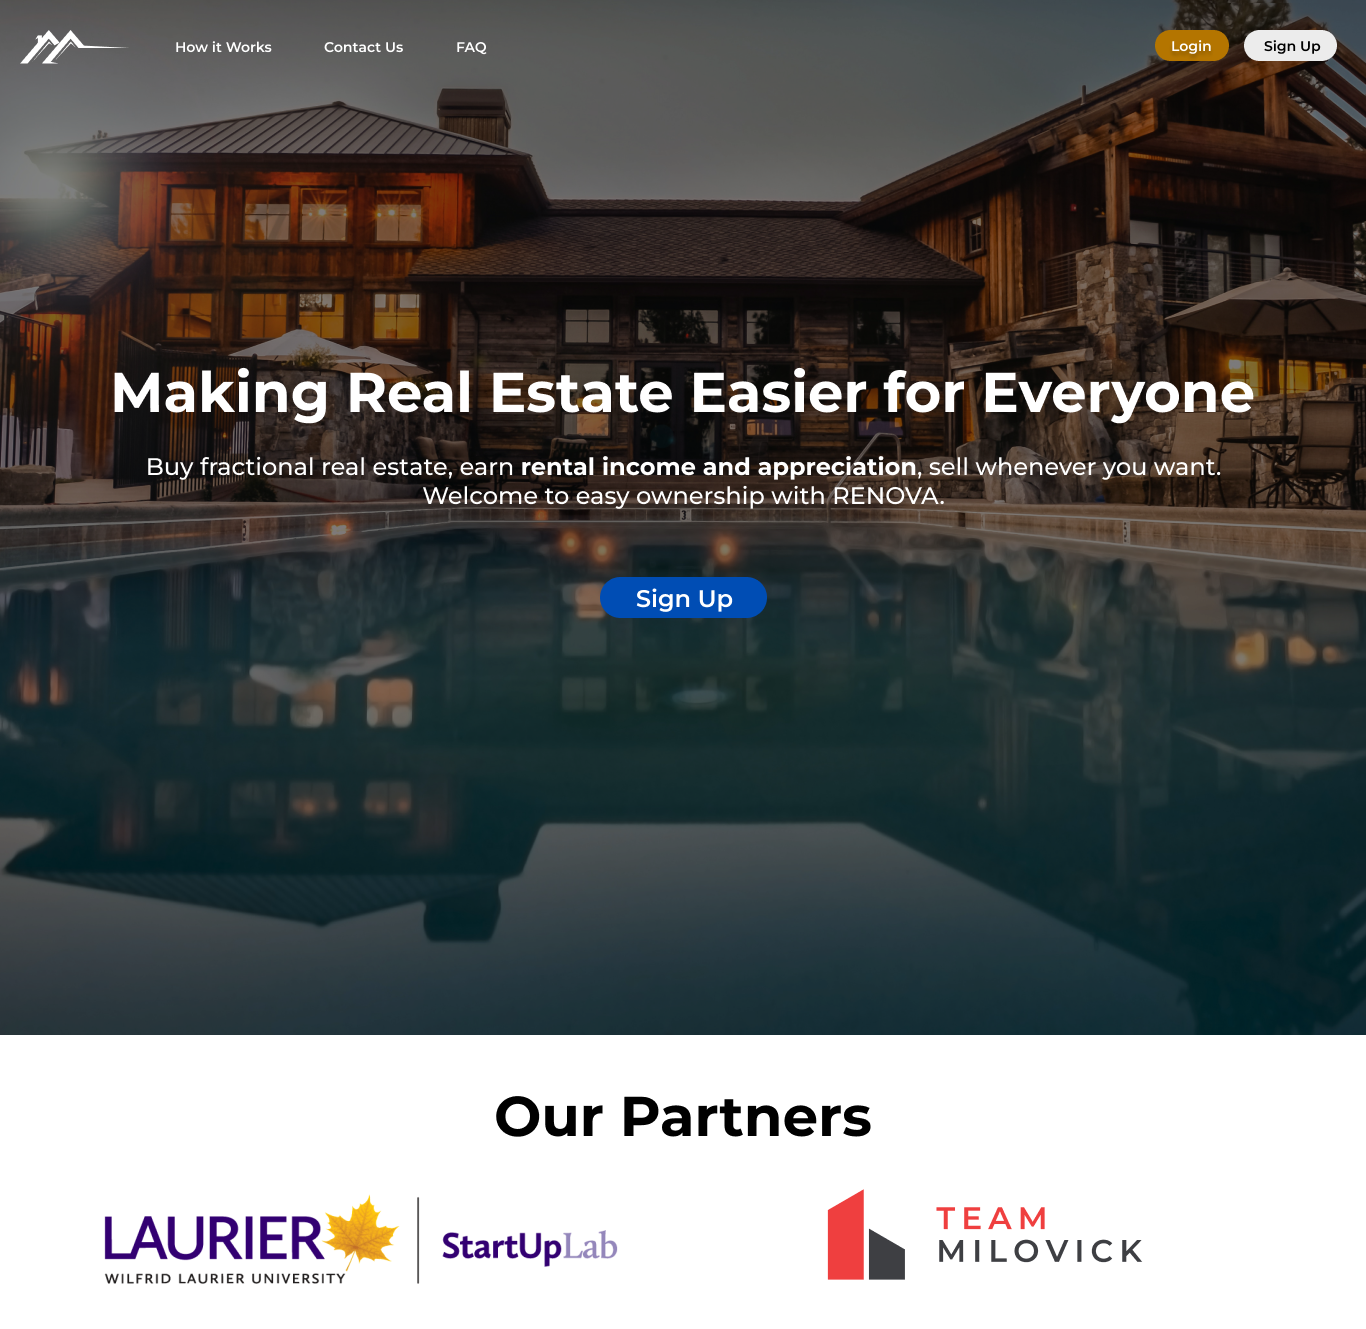 How it Works
Contact Us
FAQ
Login
Sign Up
Making Real Estate Easier for Everyone
Buy fractional real estate, earn rental income and appreciation, sell whenever you want.
Welcome to easy ownership with RENOVA.
Sign Up
Our Partners
LAURIER
WILFRID LAURIER UNIVERSITY
StartUpLab
TEAM
MILOVICK